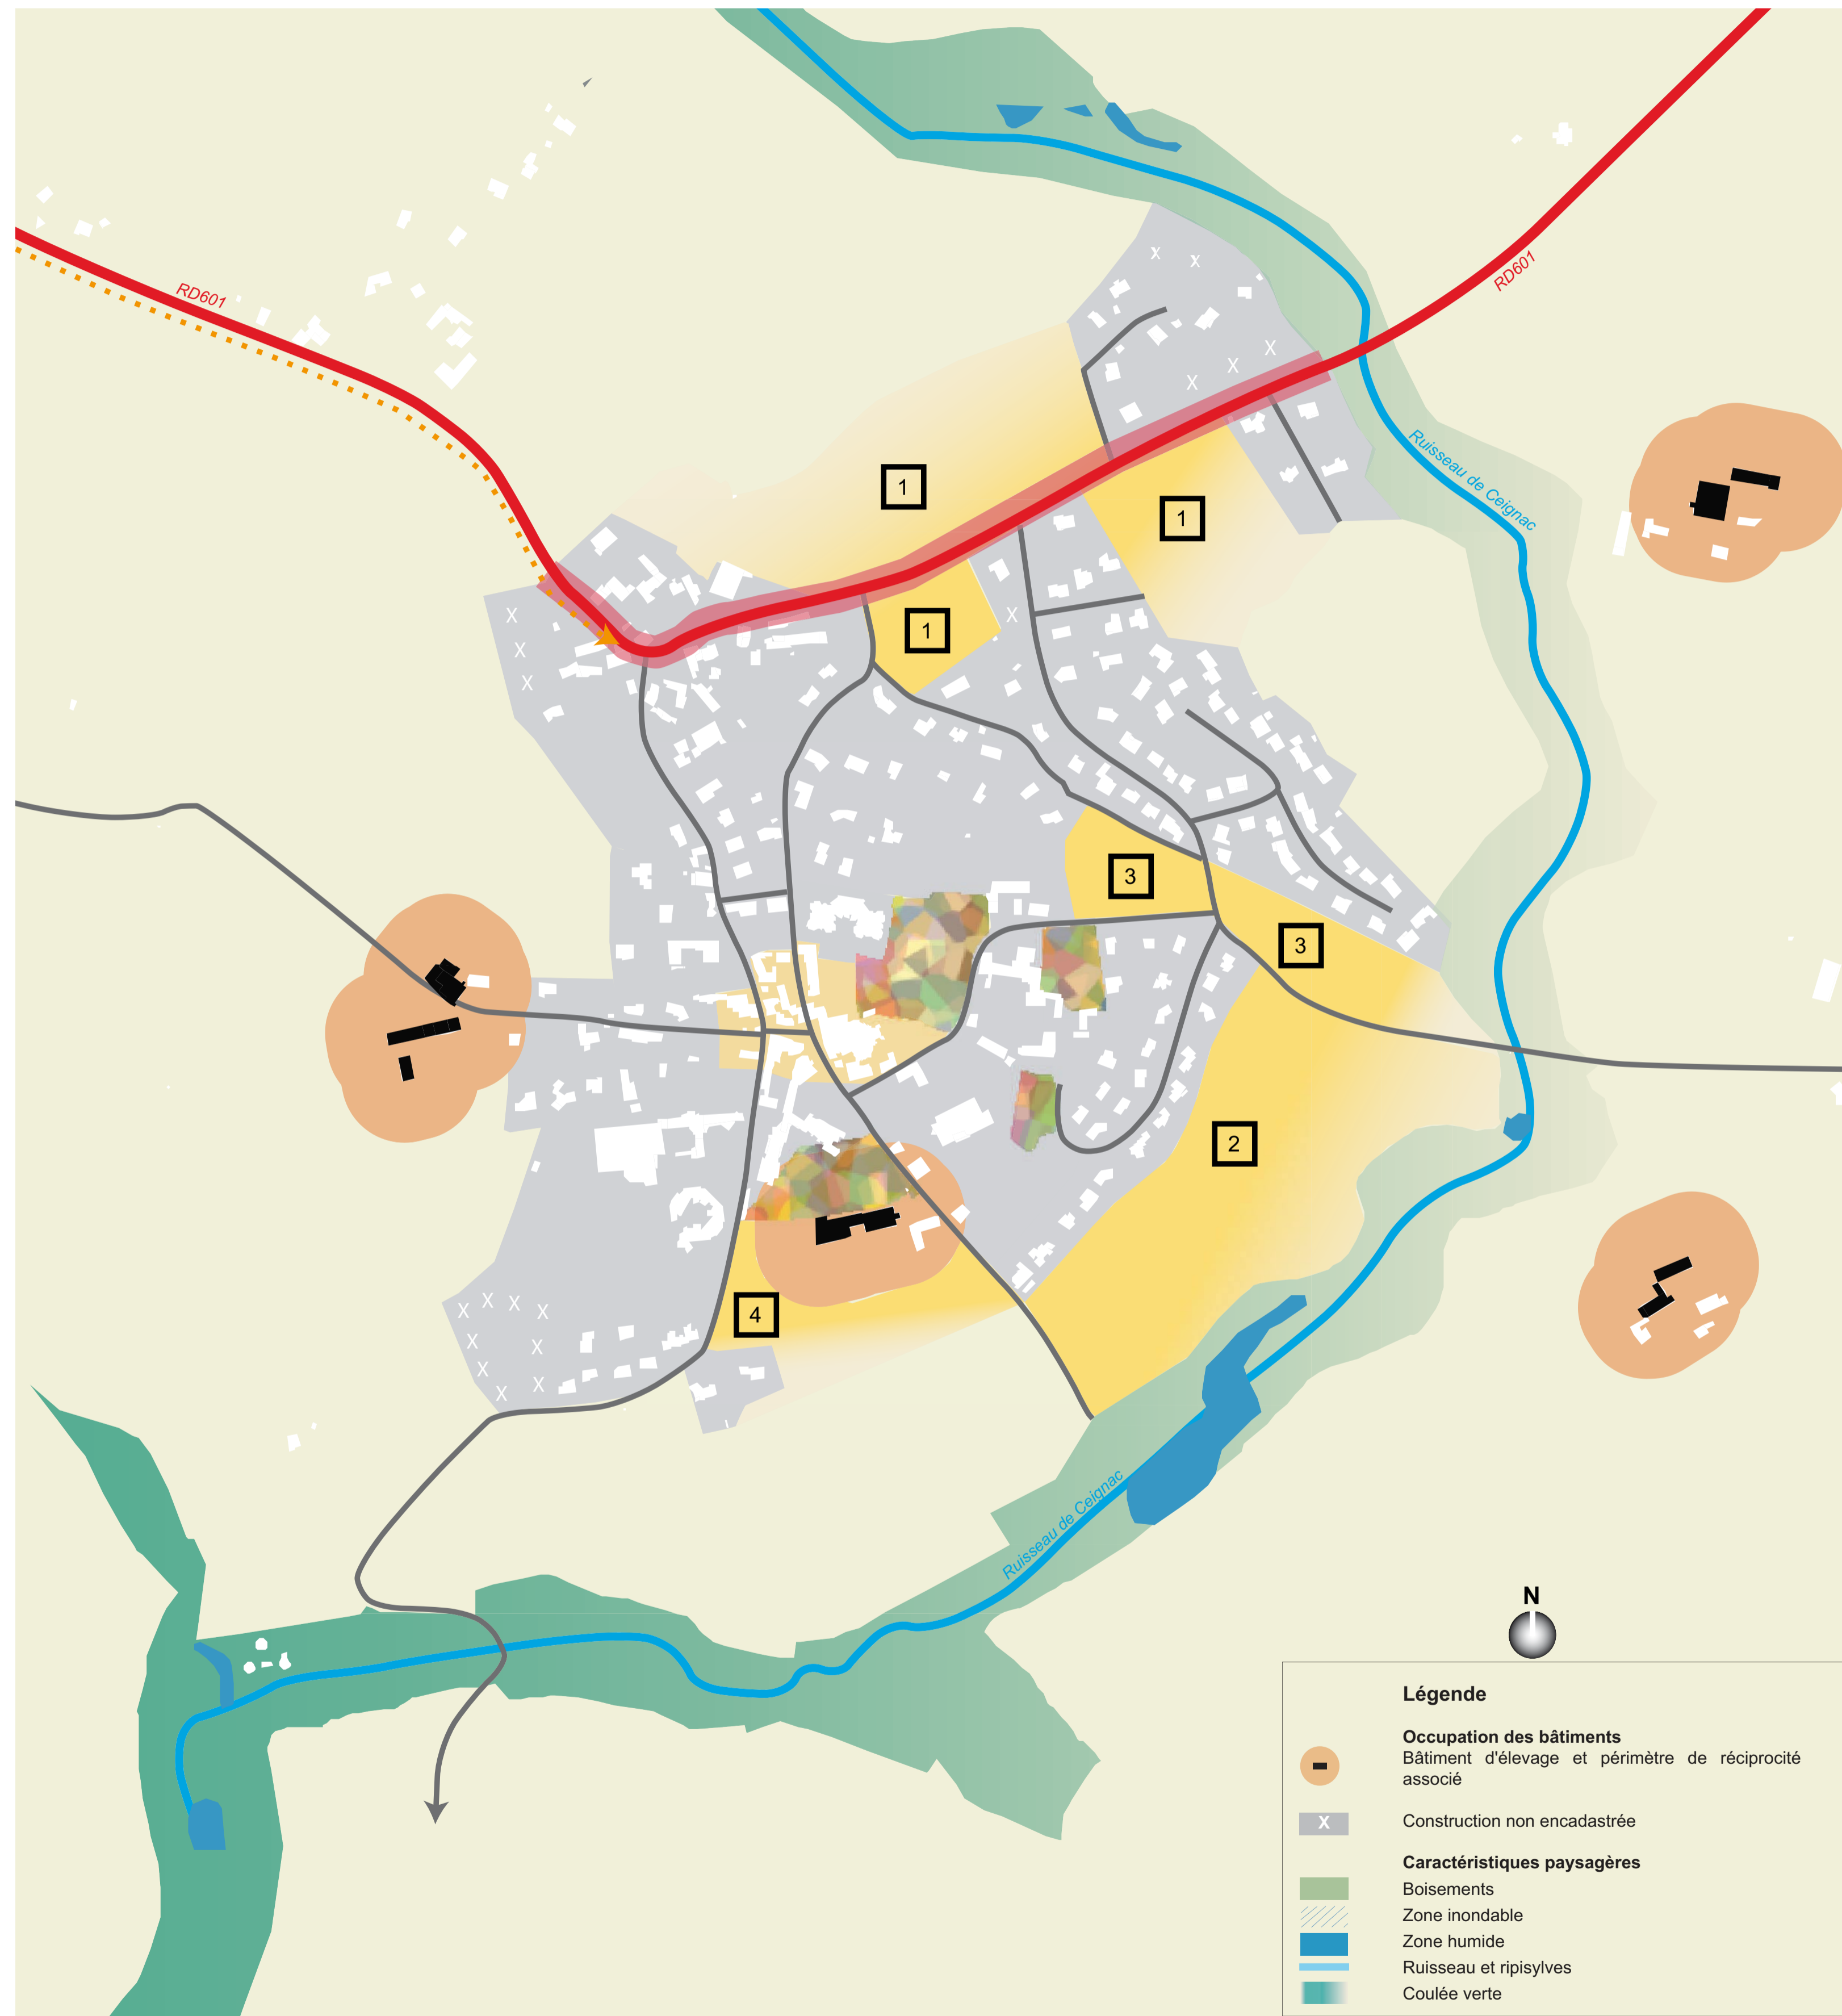 RD601
RD601
Ruisseau de Ceignac
1
1
1
3
3
2
4
Ruisseau de Ceignac
X X
X
X
X
X
X
X
X
X X X X
X
X
X
X
X
N
Légende
Occupation des bâtiments
Bâtiment d'élevage et périmètre de réciprocité
associé
X
Construction non encadastrée
Caractéristiques paysagères
Boisements
Zone inondable
Zone humide
Ruisseau et ripisylves
Coulée verte